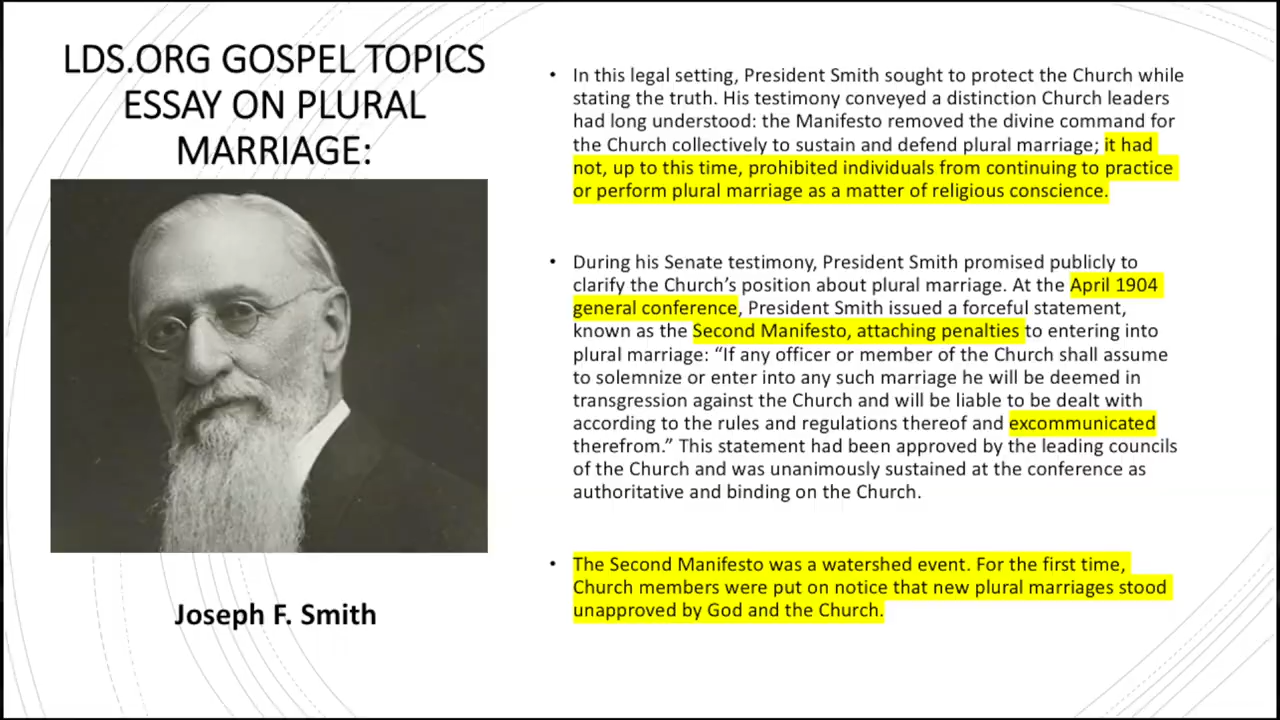 LDS.ORG GOSPEL TOPICS
ESSAY ON PLURAL
MARRIAGE:
Joseph F. Smith
• In this legal setting, President Smith sought to protect the Church while
stating the truth. His testimony conveyed a distinction Church leaders
had long understood: the Manifesto removed the divine command for
the Church collectively to sustain and defend plural marriage; it had
not, up to this time, prohibited individuals from continuing to practice
or perform plural marriage as a matter of religious conscience.
• During his Senate testimony, President Smith promised publicly to
clarify the Church’s position about plural marriage. At the April 1904
general conference, President Smith issued a forceful statement,
known as the Second Manifesto, attaching penalties to entering into
plural marriage: “If any officer or member of the Church shall assume
to solemnize or enter into any such marriage he will be deemed in
transgression against the Church and will be liable to be dealt with
according to the rules and regulations thereof and excommunicated
therefrom.” This statement had been approved by the leading councils
of the Church and was unanimously sustained at the conference as
authoritative and binding on the Church.
• The Second Manifesto was a watershed event. For the first time,
Church members were put on notice that new plural marriages stood
unapproved by God and the Church.